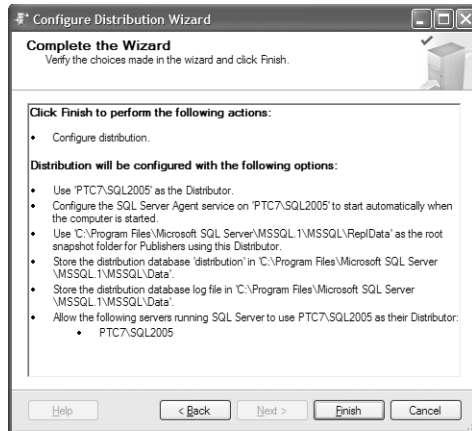 Configure Distribution Wizard
Complete the Wizard
Verify the choices made in the wizard and click Finish.
Click Finish to perform the following actions:
• Configure distribution.
Distribution will be configured with the following options:
• Use 'PTC7\SQL2005' as the Distributor.
• Configure the SQL Server Agent service on 'PTC7\SQL2005' to start automatically when
the computer is started.
• Use 'C:\Program Files\Microsoft SQL Server\MSSQL.1\MSSQL\ReplData' as the root
snapshot folder for Publishers using this Distributor.
• Store the distribution database 'distribution' in 'C:\Program Files\Microsoft SQL Server
\MSSQL.1\MSSQL\Data'.
• Store the distribution database log file in 'C:\Program Files\Microsoft SQL Server
\MSSQL.1\MSSQL\Data'.
• Allow the following servers running SQL Server to use PTC7\SQL2005 as their Distributor:
• PTC7\SQL2005
Help < Back Next > Finish Cancel